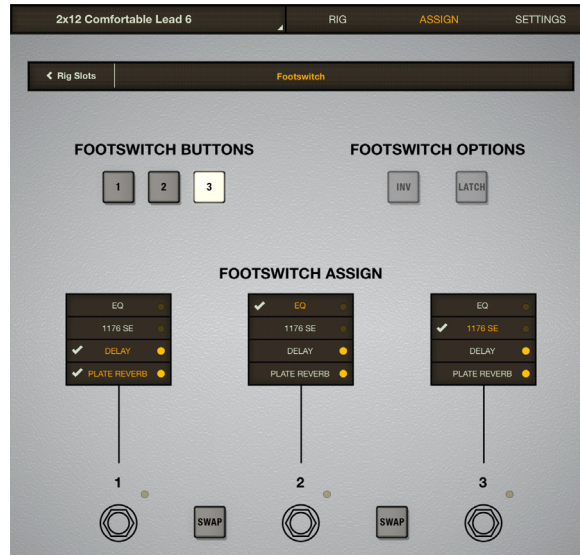 2x12 Comfortable Lead 6 RIG ASSIGN SETTINGS
Rig Slots Footswitch
FOOTSWITCH BUTTONS FOOTSWITCH OPTIONS
1 2 3 INV LATCH
FOOTSWITCH ASSIGN
EQ EQ EQ
1176 SE 1176 SE 1176 SE
DELAY DELAY DELAY
PLATE REVERB PLATE REVERB PLATE REVERB
1 2 3
SWAP SWAP